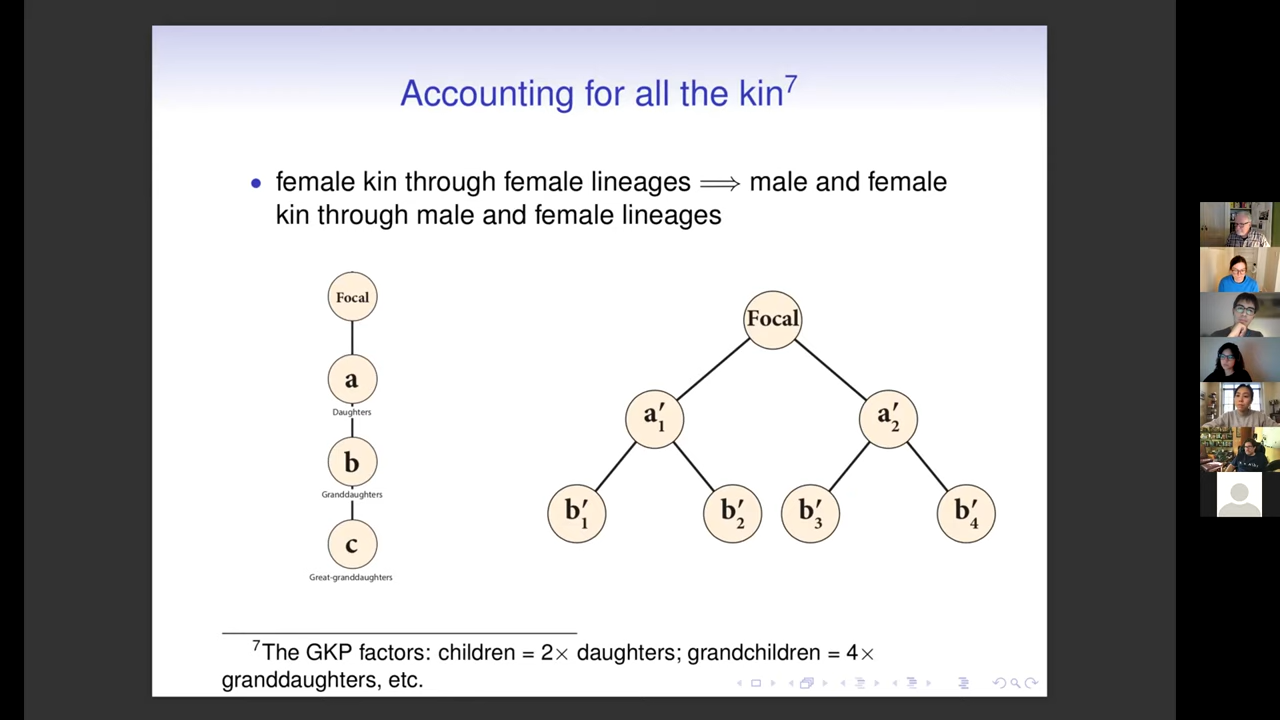 Accounting for all the kin⁷
• female kin through female lineages ⟹ male and female
kin through male and female lineages
Focal
a
Daughters
b
Granddaughters
c
Great-granddaughters
Focal
a′₁ a′₂
b′₁ b′₂ b′₃ b′₄
⁷The GKP factors: children = 2× daughters; grandchildren = 4×
granddaughters, etc.